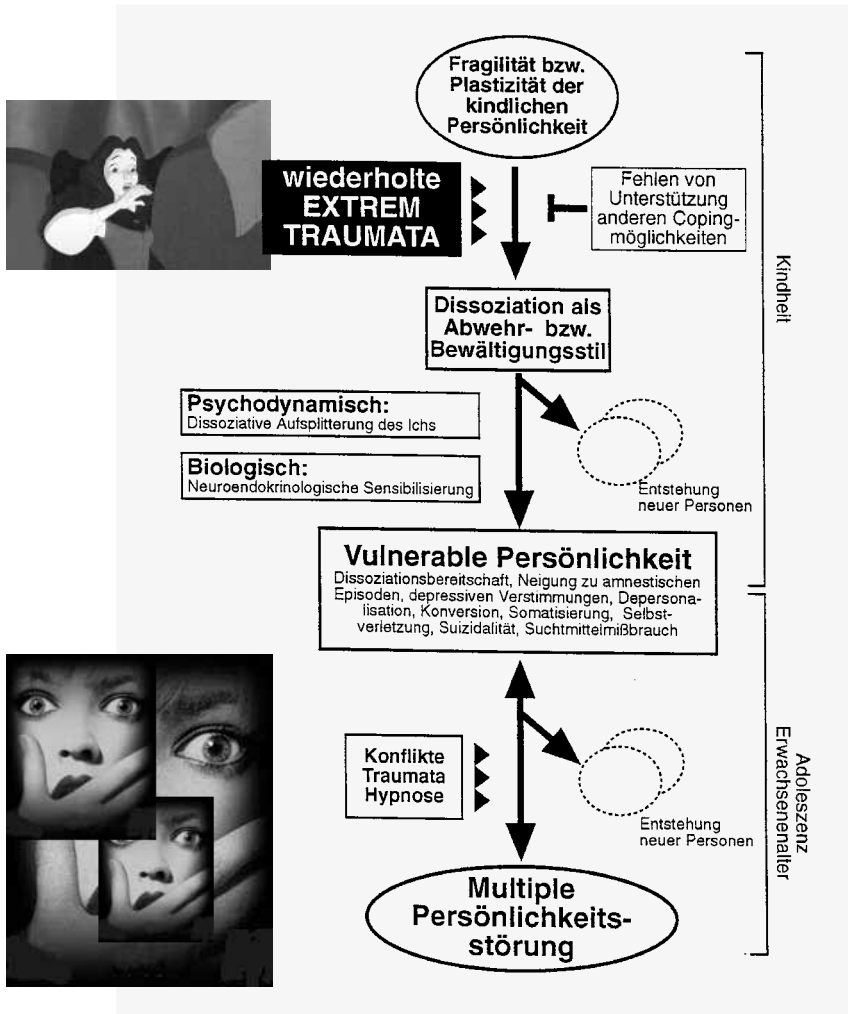 Fragilität bzw.
Plastizität der
kindlichen
Persönlichkeit
wiederholte
EXTREM
TRAUMATA
Fehlen von
Unterstützung
anderen Coping-
möglichkeiten
Kindheit
Dissoziation als
Abwehr- bzw.
Bewältigungsstil
Psychodynamisch:
Dissoziative Aufsplitterung des Ichs
Biologisch:
Neuroendokrinologische Sensibilisierung
Entstehung
neuer Personen
Vulnerable Persönlichkeit
Dissoziationsbereitschaft, Neigung zu amnestischen
Episoden, depressiven Verstimmungen, Depersona-
lisation, Konversion, Somatisierung, Selbst-
verletzung, Suizidalität, Suchtmittelmißbrauch
Konflikte
Traumata
Hypnose
Entstehung
neuer Personen
Adoleszenz
Erwachsenenalter
Multiple
Persönlichkeits-
störung